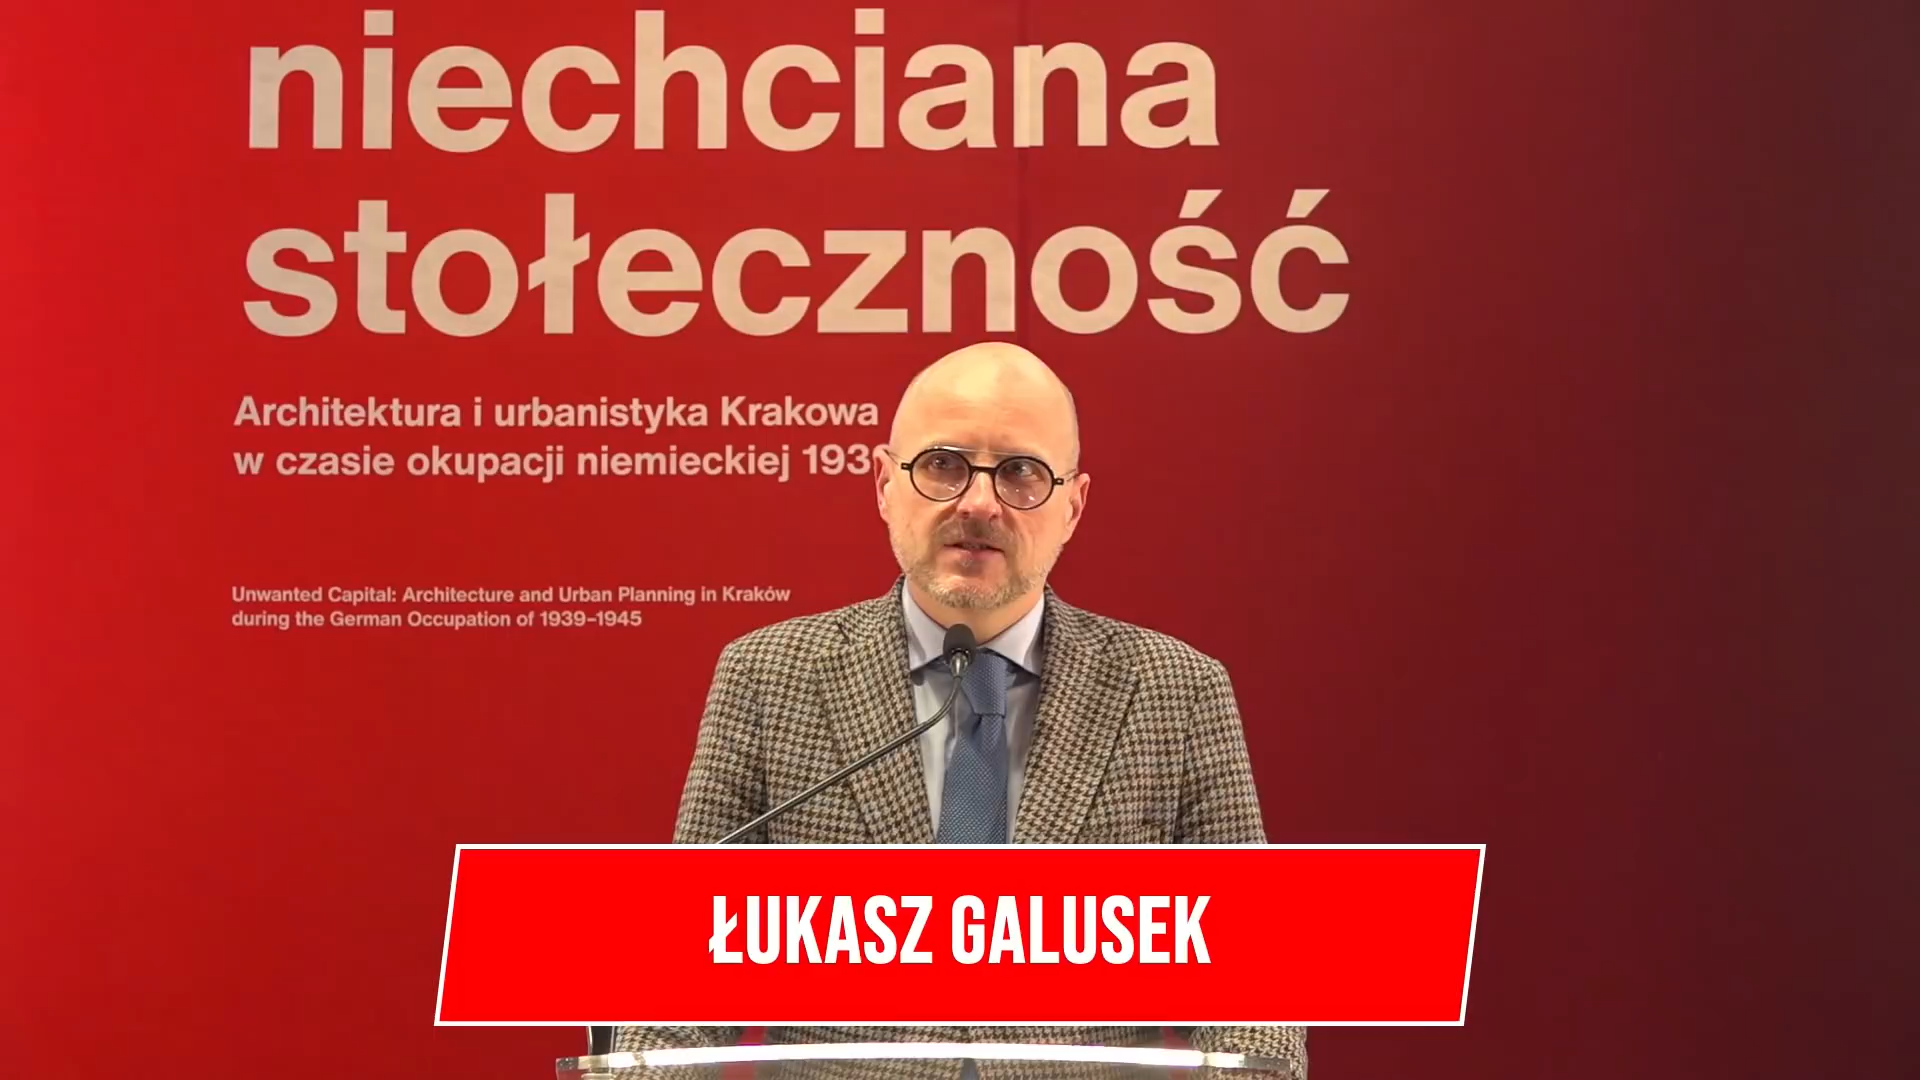 niechciana
stołeczność
Architektura i urbanistyka Krakowa
w czasie okupacji niemieckiej
Unwanted Capital: Architecture and Urban Planning in Kraków
during the German Occupation of 1939–1945
ŁUKASZ GALUSEK